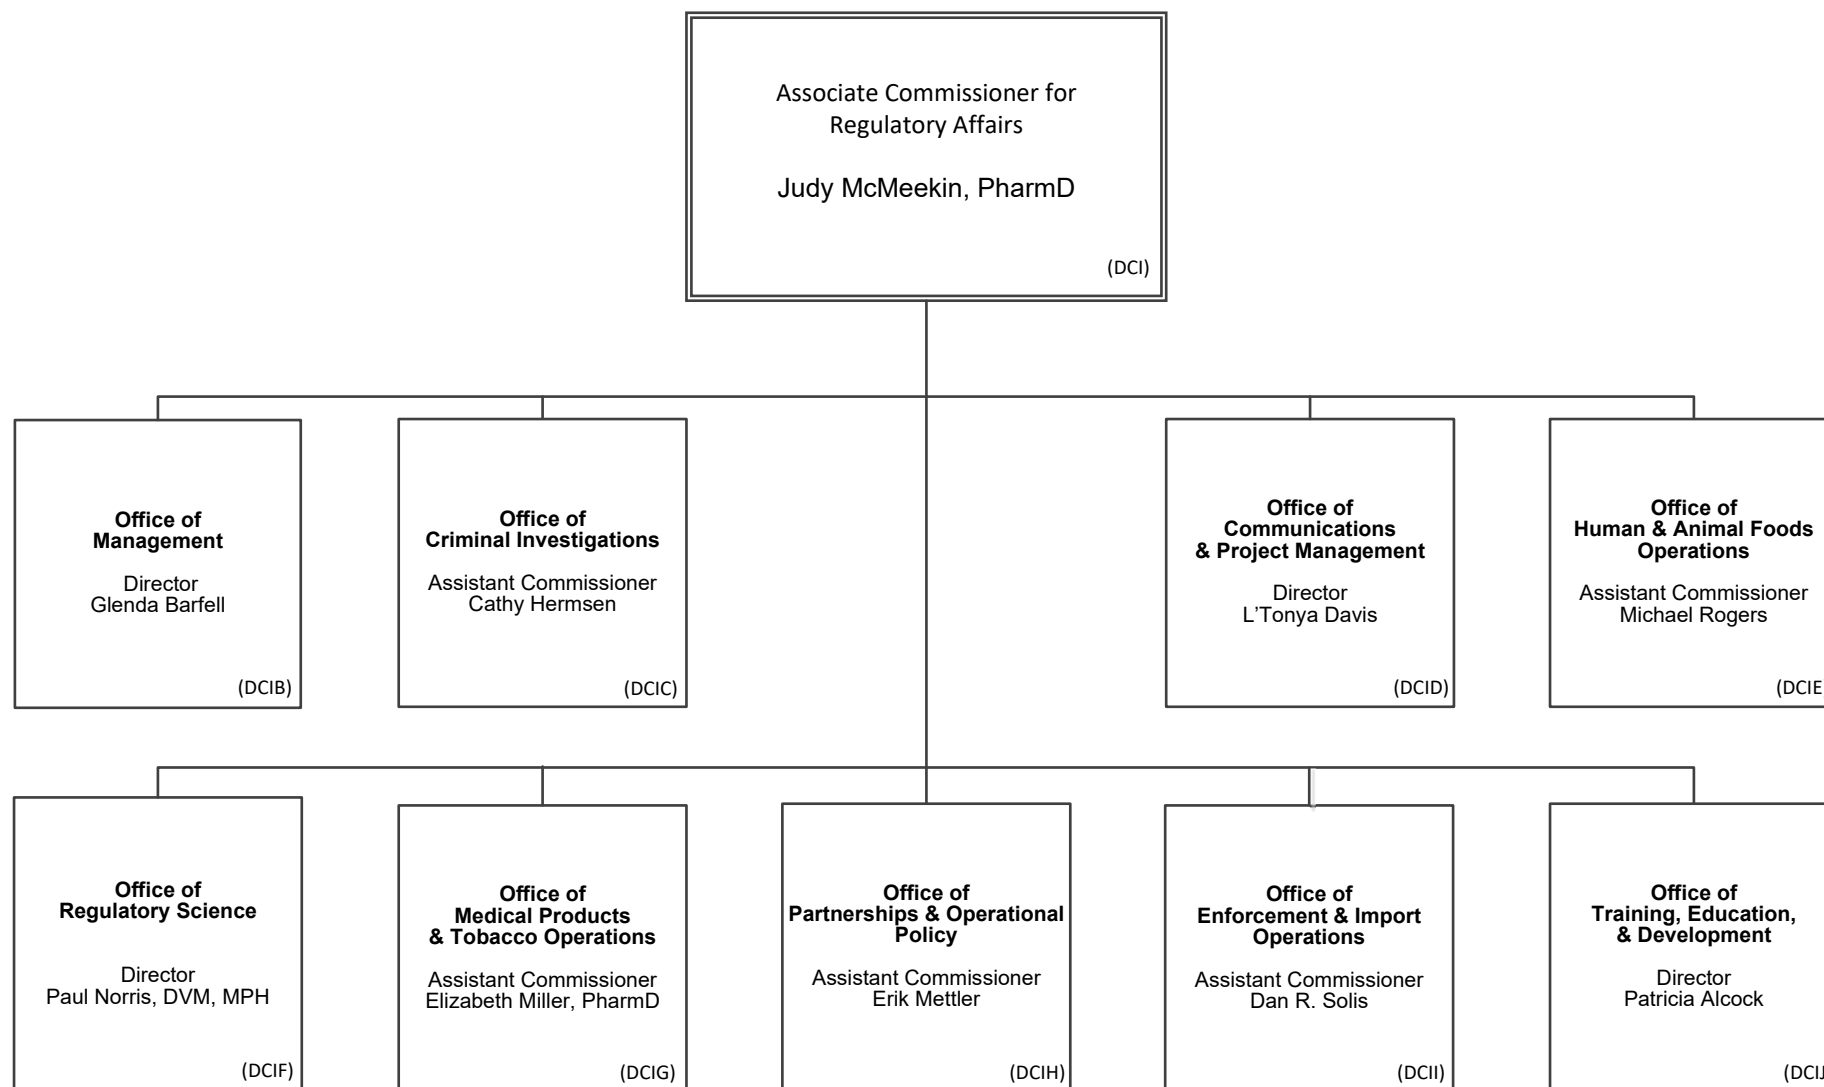 Associate Commissioner for
Regulatory Affairs
Judy McMeekin, PharmD
(DCI)
Office of
Management
Director
Glenda Barfell
(DCIB)
Office of
Criminal Investigations
Assistant Commissioner
Cathy Hermsen
(DCIC)
Office of
Communications
& Project Management
Director
L'Tonya Davis
(DCID)
Office of
Human & Animal Foods
Operations
Assistant Commissioner
Michael Rogers
(DCIE)
Office of
Regulatory Science
Director
Paul Norris, DVM, MPH
(DCIF)
Office of
Medical Products
& Tobacco Operations
Assistant Commissioner
Elizabeth Miller, PharmD
(DCIG)
Office of
Partnerships & Operational
Policy
Assistant Commissioner
Erik Mettler
(DCIH)
Office of
Enforcement & Import
Operations
Assistant Commissioner
Dan R. Solis
(DCII)
Office of
Training, Education,
& Development
Director
Patricia Alcock
(DCIJ